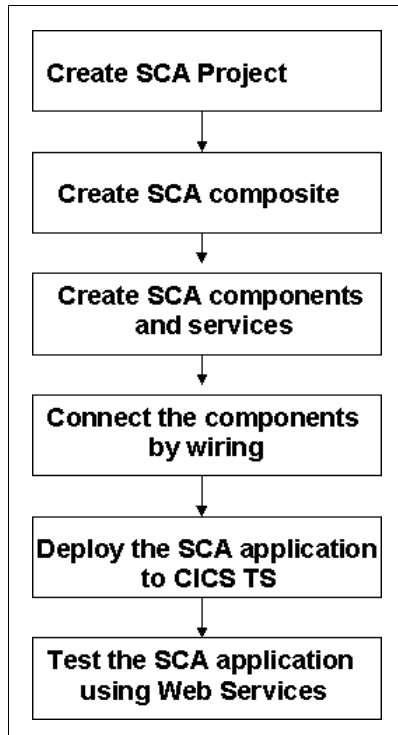 Create SCA Project
Create SCA composite
Create SCA components
and services
Connect the components
by wiring
Deploy the SCA application
to CICS TS
Test the SCA application
using Web Services